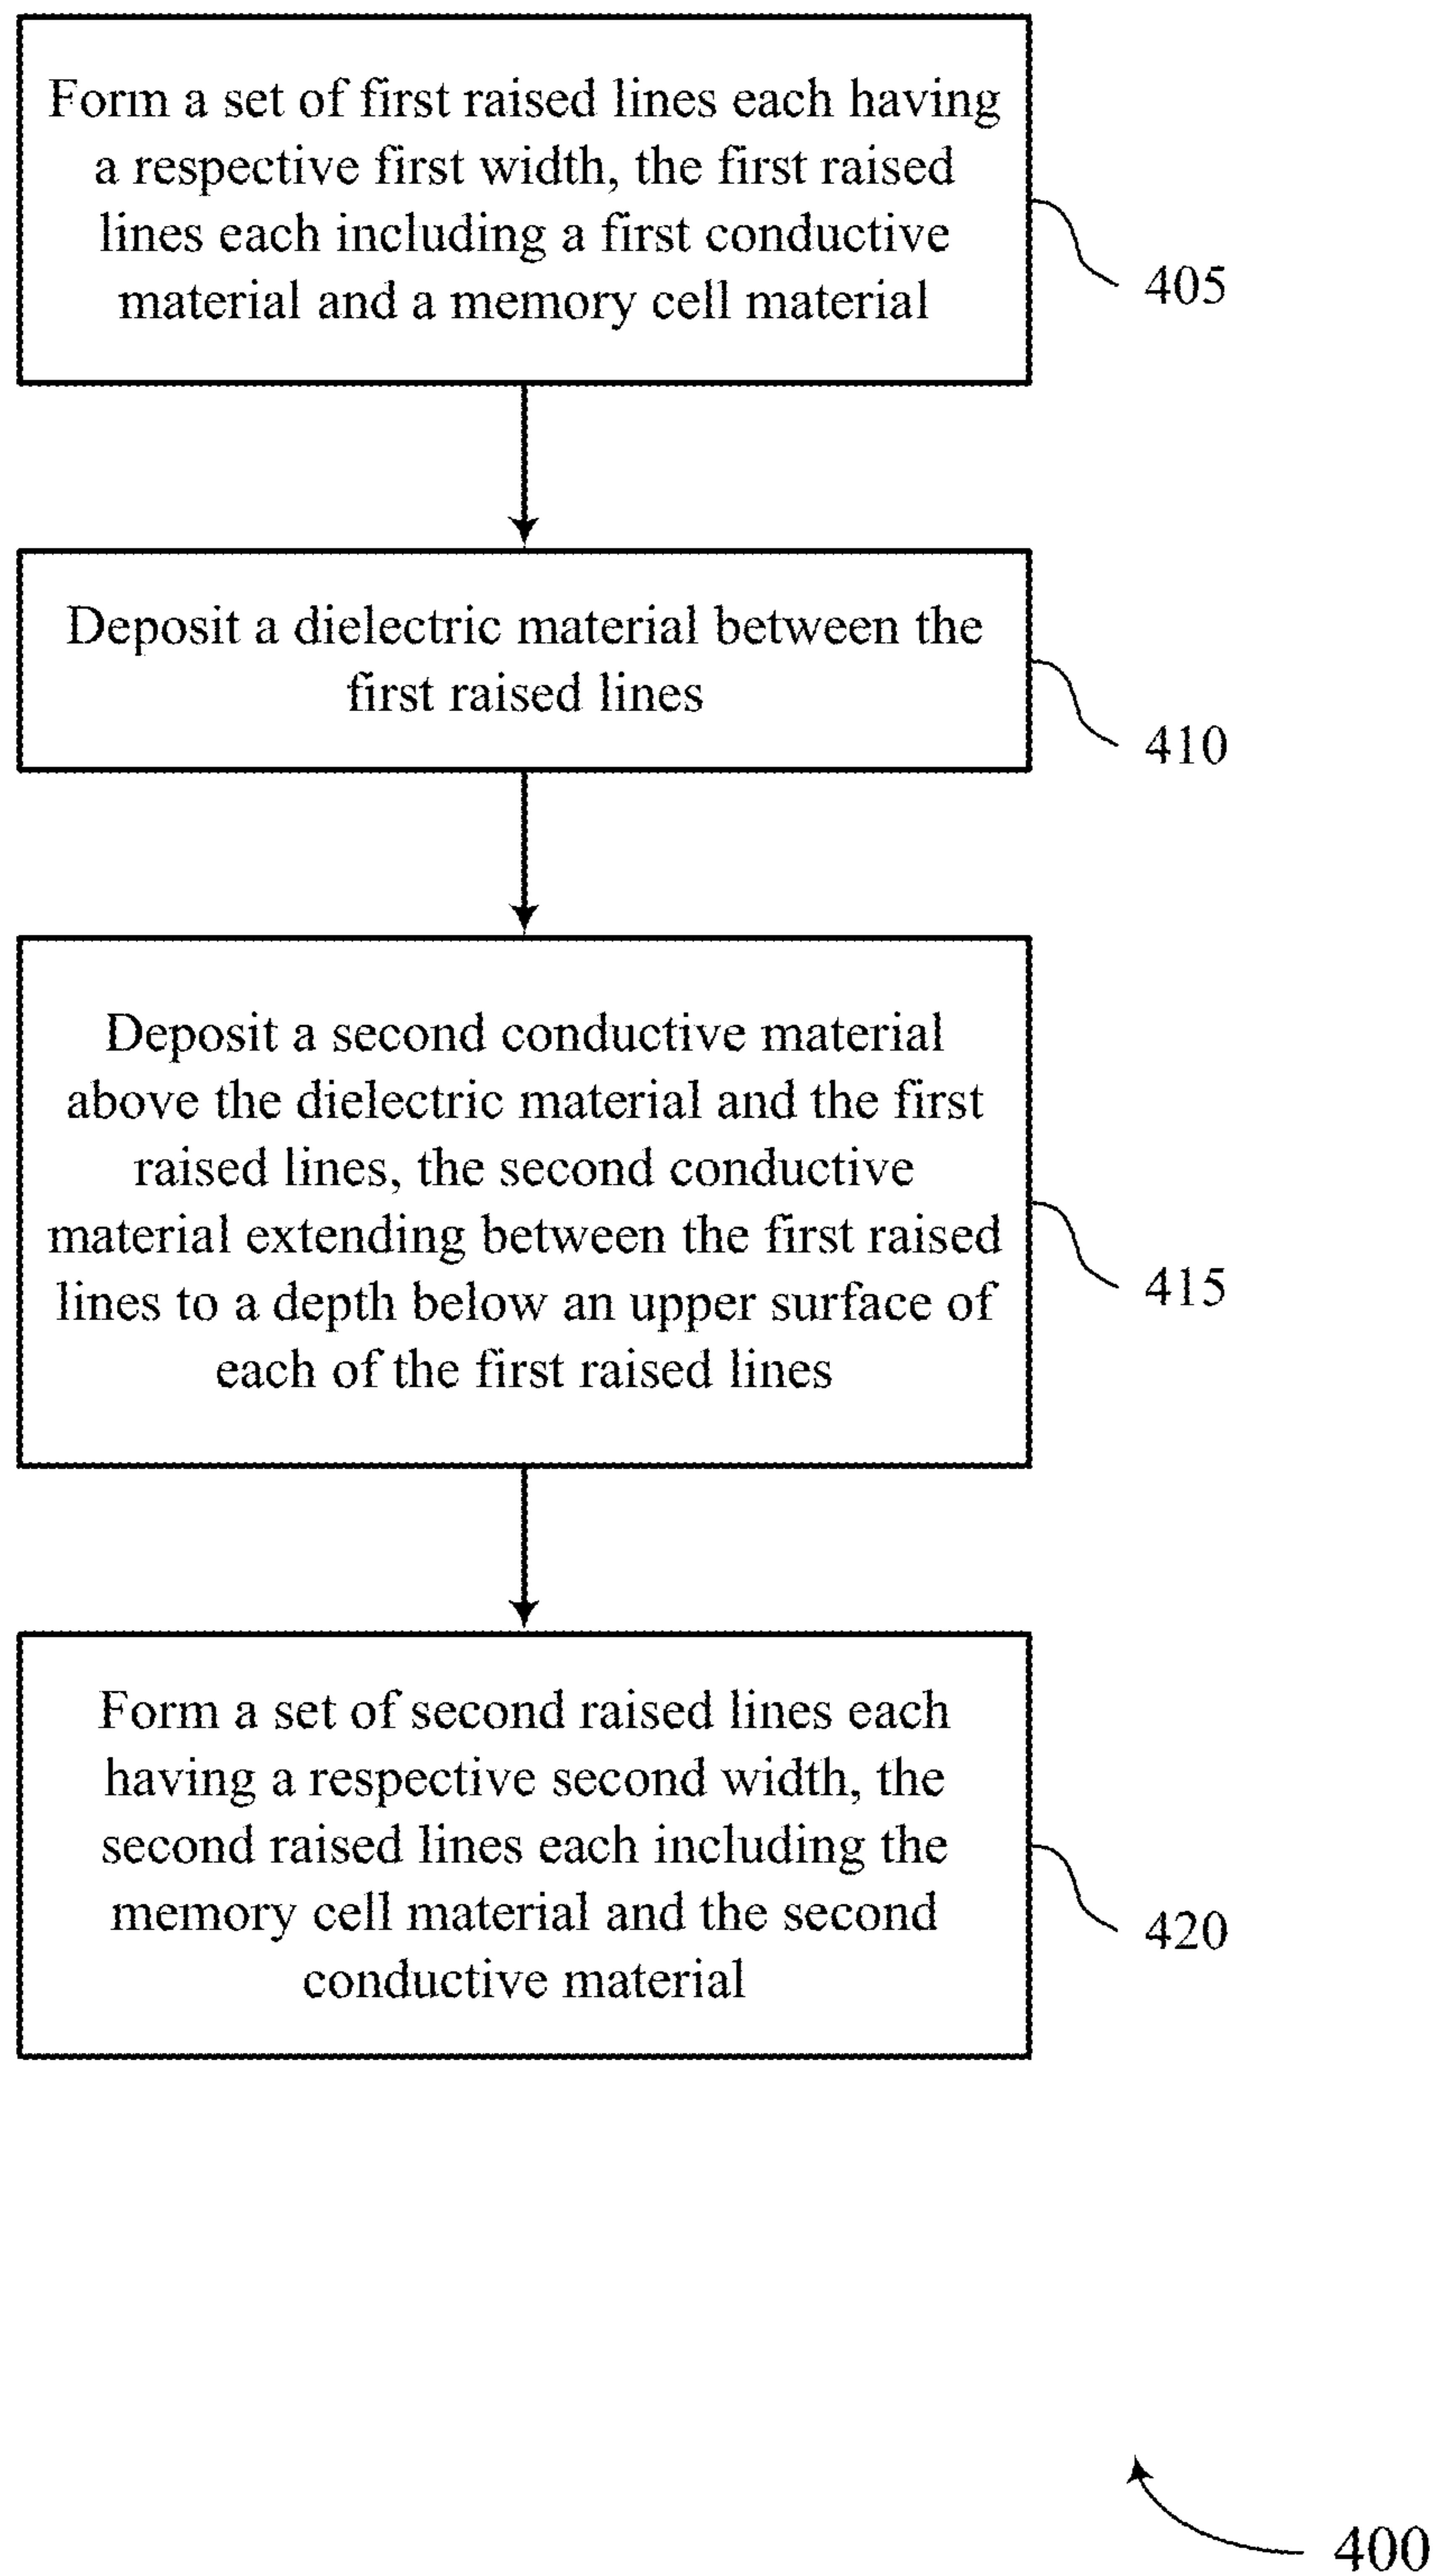 Form a set of first raised lines each having
a respective first width, the first raised
lines each including a first conductive
material and a memory cell material
405
Deposit a dielectric material between the
first raised lines
410
Deposit a second conductive material
above the dielectric material and the first
raised lines, the second conductive
material extending between the first raised
lines to a depth below an upper surface of
each of the first raised lines
415
Form a set of second raised lines each
having a respective second width, the
second raised lines each including the
memory cell material and the second
conductive material
420
400